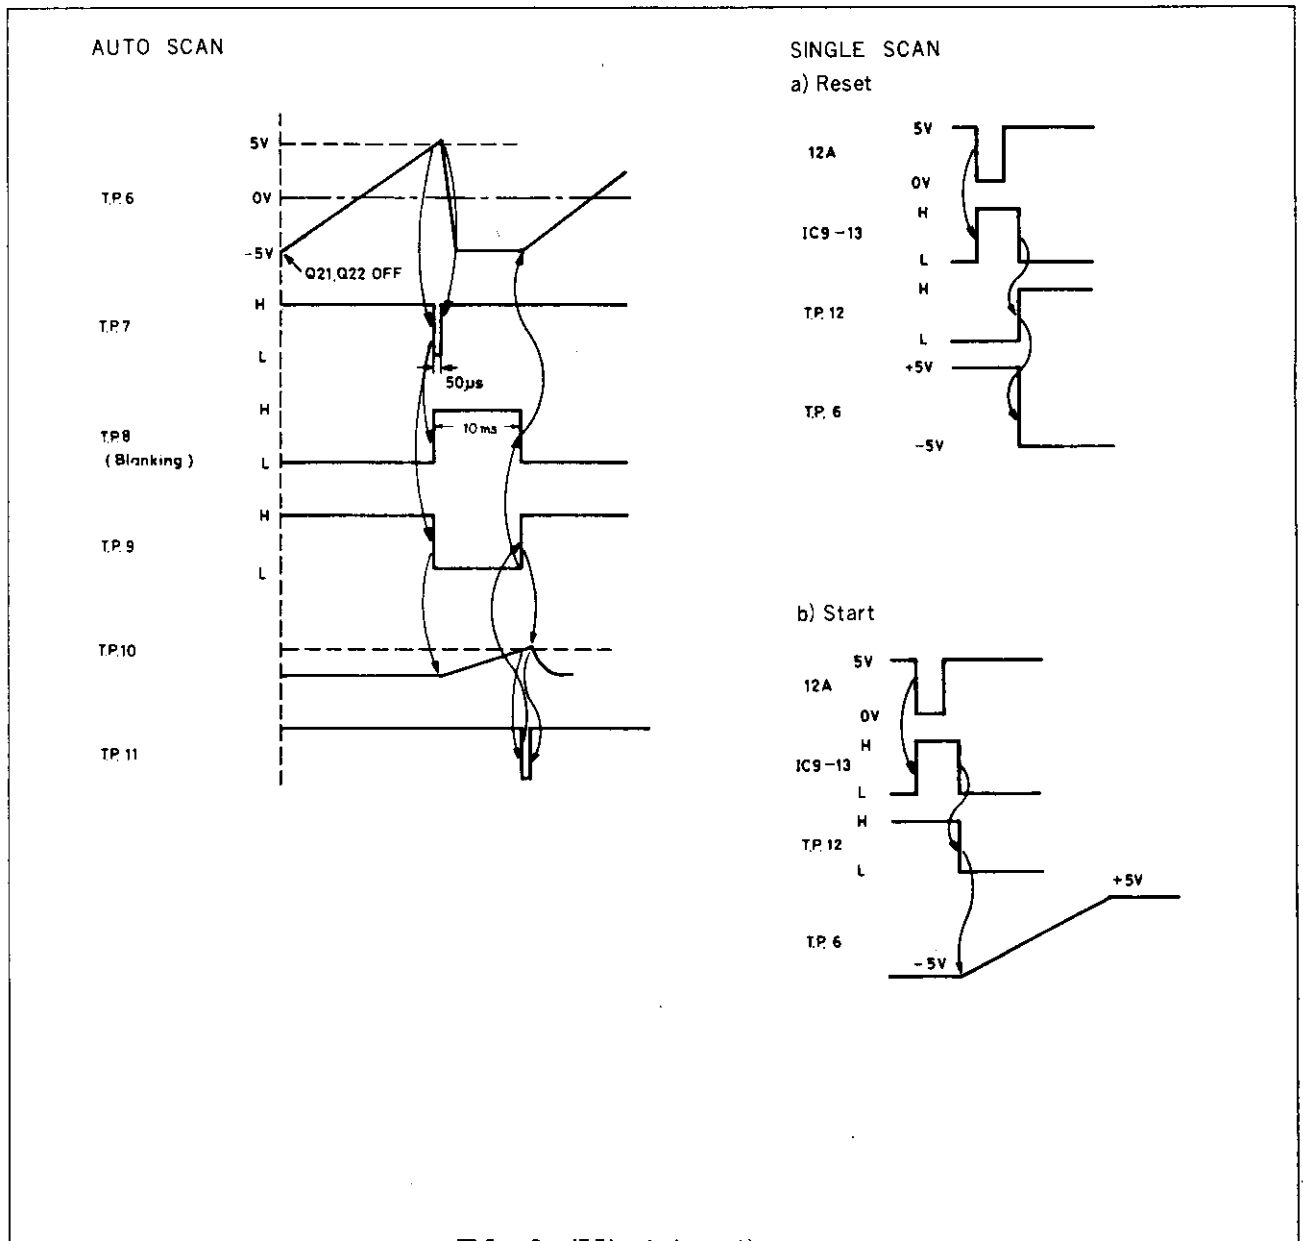 AUTO SCAN
5V
T.P.6
0V
-5V
Q21,Q22 OFF
H
T.P.7
L
50µs
H
T.P.8
10ms
(Blanking)
L
H
T.P.9
L
T.P.10
T.P.11
SINGLE SCAN
a) Reset
5V
12A
0V
H
IC9-13
L
H
T.P.12
L
+5V
T.P. 6
-5V
b) Start
5V
12A
0V
H
IC9-13
L
H
T.P.12
L
+5V
T.P. 6
-5V